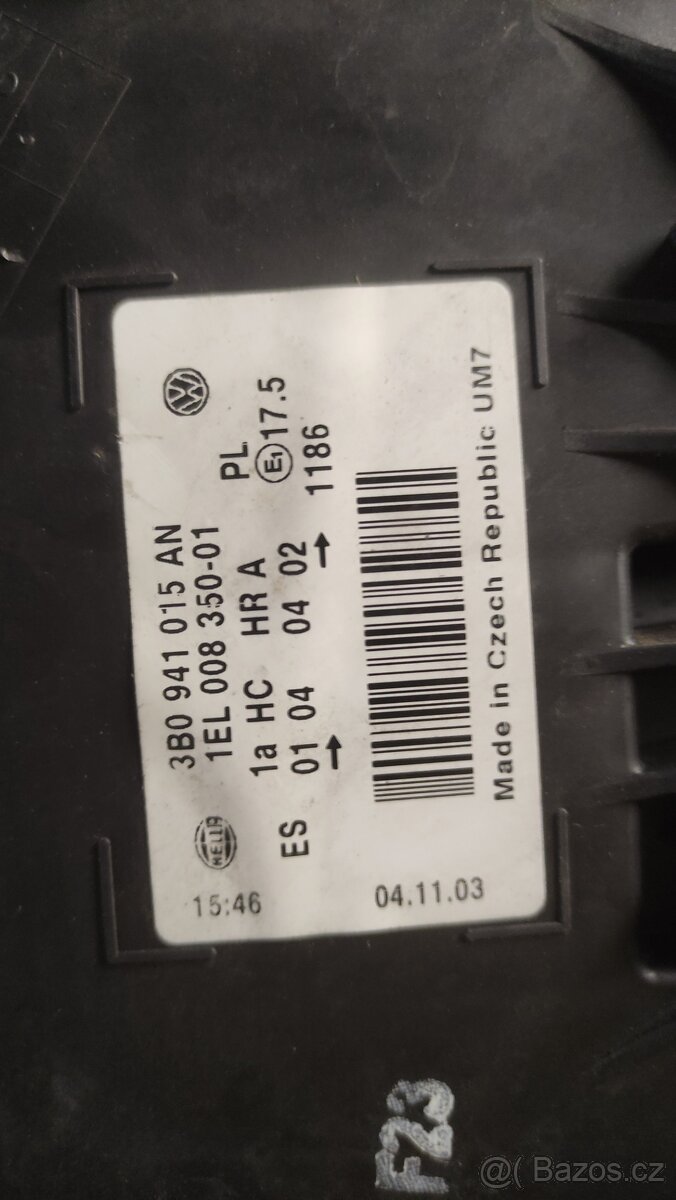 3B0 941 015 AN
1EL 008 350-01
HELLA
PL
1a HC HR A
E1 17.5
ES 01 04 04 02
→ → 1186
Made in Czech Republic UM7
15:46
04.11.03
F23
@( Bazos.cz